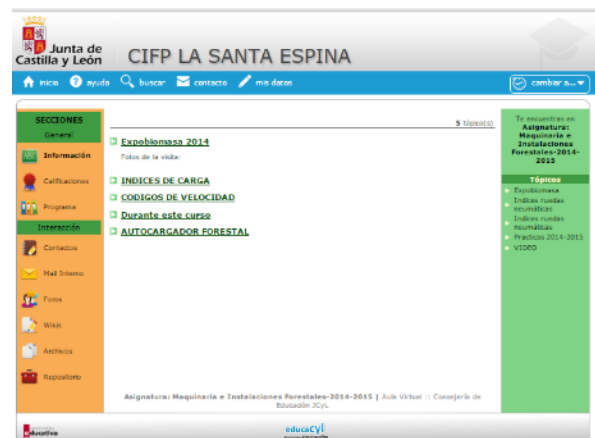 Junta de
Castilla y León
CIFP LA SANTA ESPINA
inicio ayuda buscar contacto mis datos
cambiar a...
SECCIONES
General
Información
Calificaciones
Programa
Interacción
Contactos
Mail Interno
Foros
Wikis
Archivos
Repositorio
5 tópico(s)
Expobiomasa 2014
Fotos de la visita:
INDICES DE CARGA
CODIGOS DE VELOCIDAD
Durante este curso
AUTOCARGADOR FORESTAL
Te encuentras en
Asignatura:
Maquinaria e
Instalaciones
Forestales-2014-
2015
Tópicos
Expobiomasa
Indices ruedas
neumáticas
Indices ruedas
neumáticas
Practicas 2014-2015
VIDEO
Asignatura: Maquinaria e Instalaciones Forestales-2014-2015 | Aula Virtual :: Consejería de
Educación JCyL
educativa
educacyl